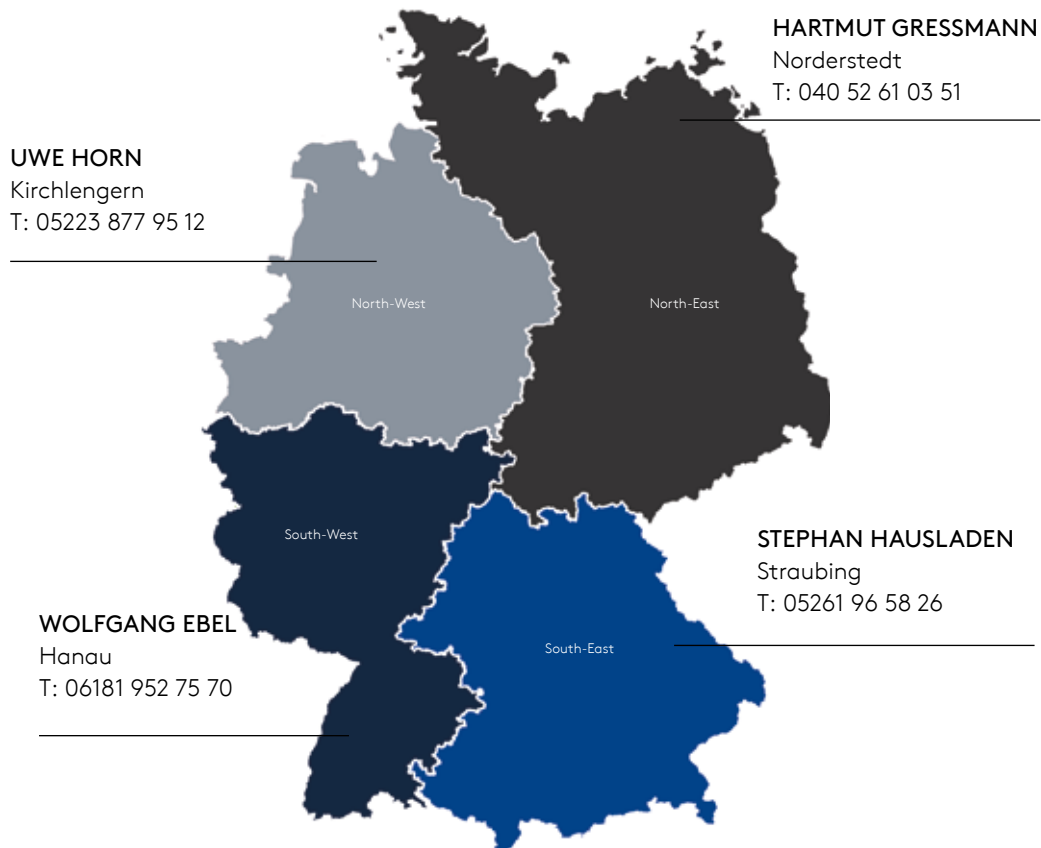 HARTMUT GRESSMANN
Norderstedt
T: 040 52 61 03 51
UWE HORN
Kirchlengern
T: 05223 877 95 12
North-West
North-East
South-West
STEPHAN HAUSLADEN
Straubing
T: 05261 96 58 26
WOLFGANG EBEL
Hanau
T: 06181 952 75 70
South-East